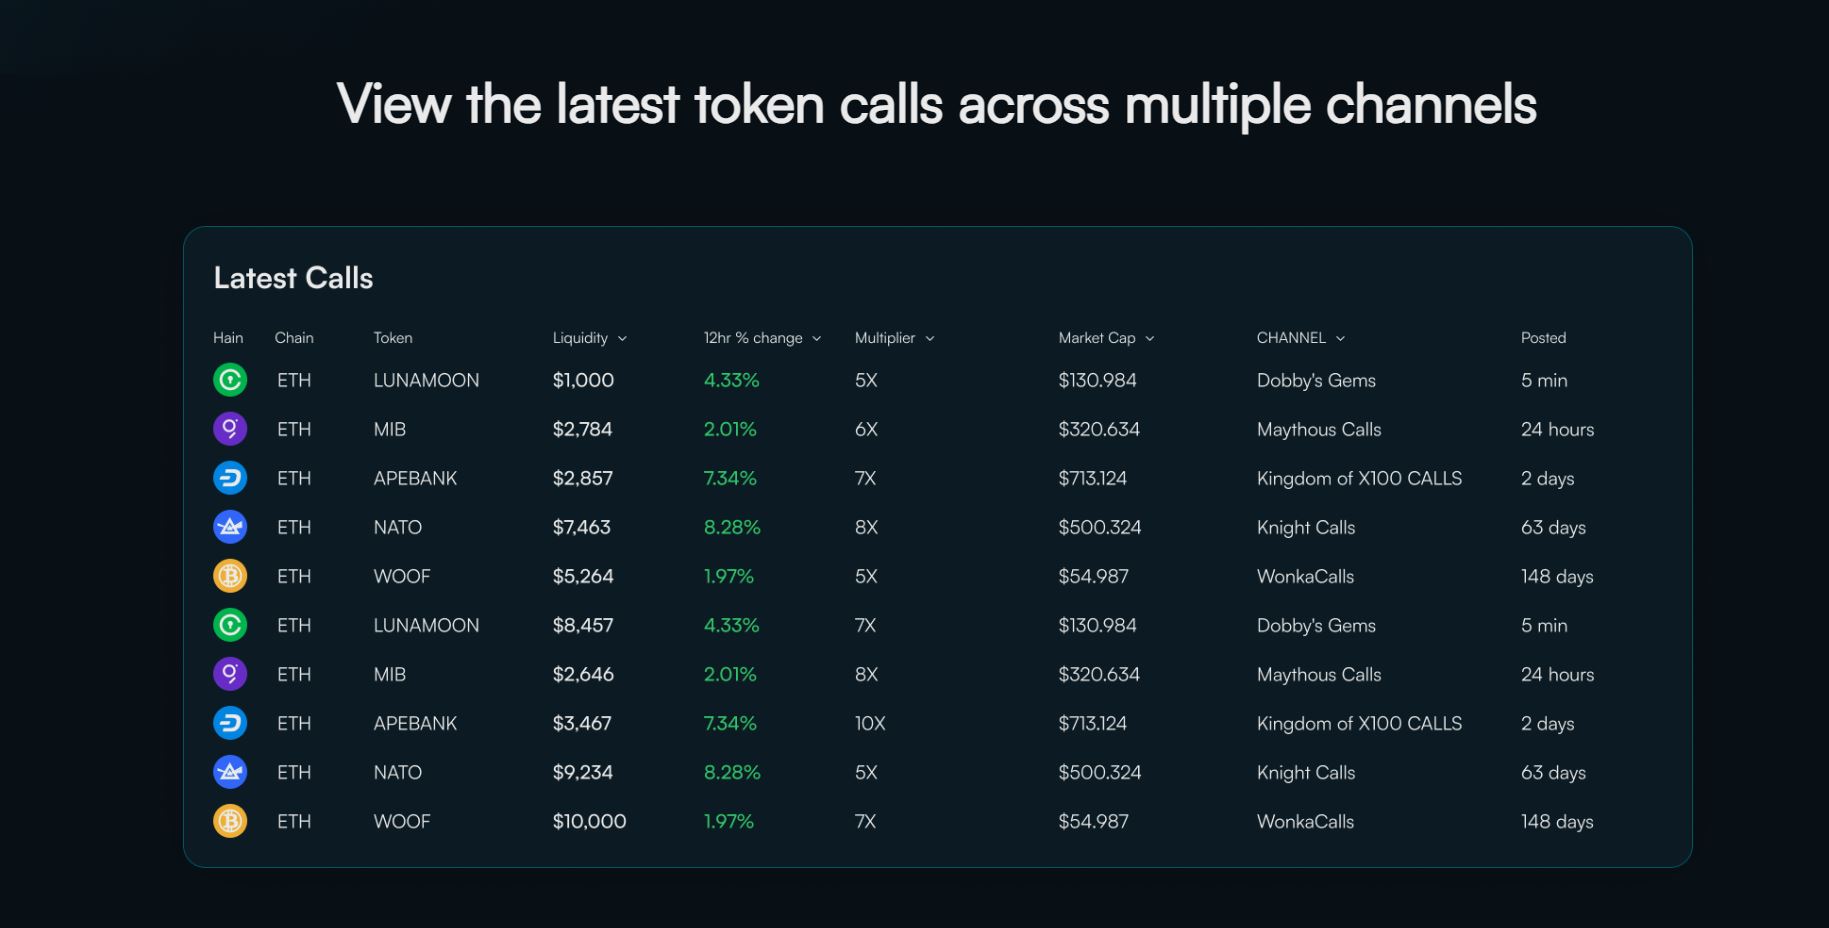 View the latest token calls across multiple channels
Latest Calls
Hain Chain Token Liquidity 12hr % change Multiplier Market Cap CHANNEL Posted
ETH LUNAMOON $1,000 4.33% 5X $130.984 Dobby's Gems 5 min
ETH MIB $2,784 2.01% 6X $320.634 Maythous Calls 24 hours
ETH APEBANK $2,857 7.34% 7X $713.124 Kingdom of X100 CALLS 2 days
ETH NATO $7,463 8.28% 8X $500.324 Knight Calls 63 days
ETH WOOF $5,264 1.97% 5X $54.987 WonkaCalls 148 days
ETH LUNAMOON $8,457 4.33% 7X $130.984 Dobby's Gems 5 min
ETH MIB $2,646 2.01% 8X $320.634 Maythous Calls 24 hours
ETH APEBANK $3,467 7.34% 10X $713.124 Kingdom of X100 CALLS 2 days
ETH NATO $9,234 8.28% 5X $500.324 Knight Calls 63 days
ETH WOOF $10,000 1.97% 7X $54.987 WonkaCalls 148 days